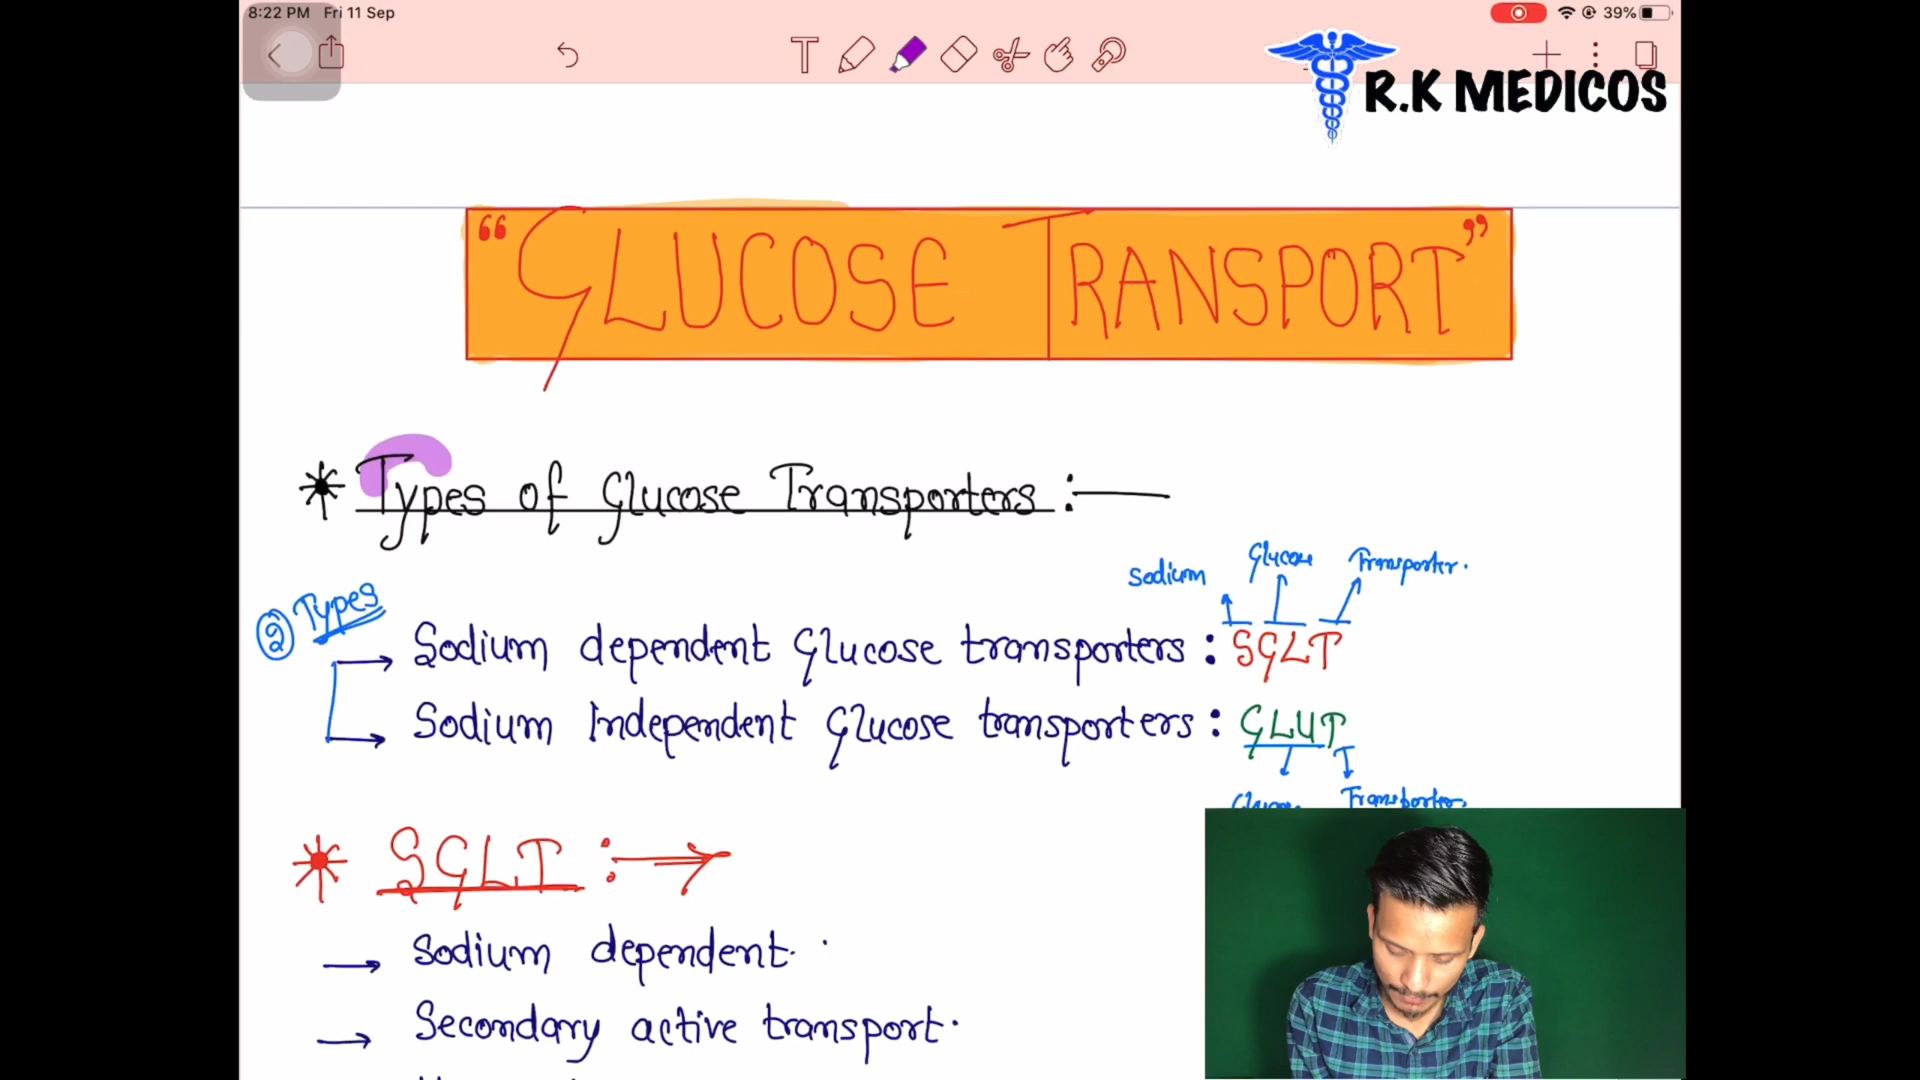 8:22 PM Fri 11 Sep
39%
R.K MEDICOS
"GLUCOSE TRANSPORT"
* Types of Glucose Transporters :—
Sodium Glucose Transporter.
② Types
→ Sodium dependent Glucose transporters : SGLT
→ Sodium Independent Glucose transporters : GLUT
Transporter.
* SGLT :→
→ Sodium dependent.
→ Secondary active transport.